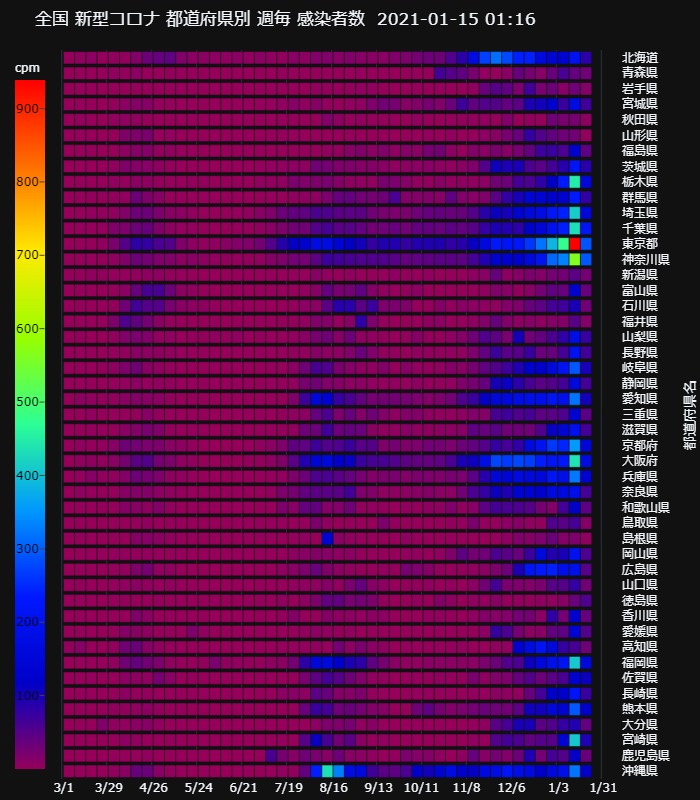 全国 新型コロナ 都道府県別 週毎 感染者数 2021-01-15 01:16
cpm
900
800
700
600
500
400
300
200
100
北海道
青森県
岩手県
宮城県
秋田県
山形県
福島県
茨城県
栃木県
群馬県
埼玉県
千葉県
東京都
神奈川県
新潟県
富山県
石川県
福井県
山梨県
長野県
岐阜県
静岡県
愛知県
三重県
滋賀県
京都府
大阪府
兵庫県
奈良県
和歌山県
鳥取県
島根県
岡山県
広島県
山口県
徳島県
香川県
愛媛県
高知県
福岡県
佐賀県
長崎県
熊本県
大分県
宮崎県
鹿児島県
沖縄県
都道府県名
3/1 3/29 4/26 5/24 6/21 7/19 8/16 9/13 10/11 11/8 12/6 1/3 1/31